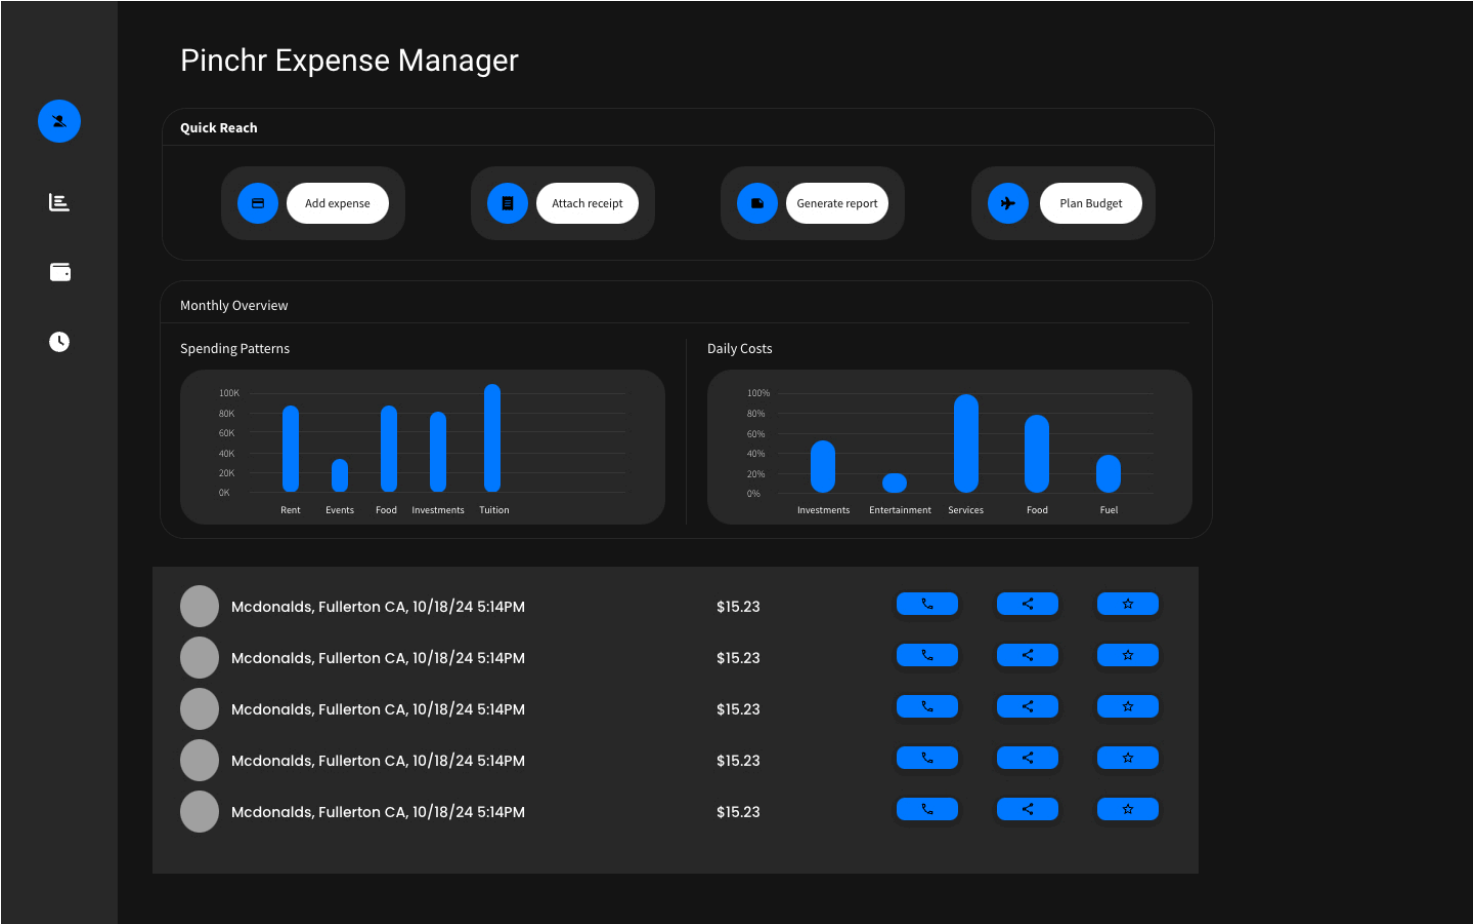 Pinchr Expense Manager
Quick Reach
Add expense
Attach receipt
Generate report
Plan Budget
Monthly Overview
Spending Patterns
100K
80K
60K
40K
20K
0K
Rent Events Food Investments Tuition
Daily Costs
100%
80%
60%
40%
20%
0%
Investments Entertainment Services Food Fuel
Mcdonalds, Fullerton CA, 10/18/24 5:14PM $15.23
Mcdonalds, Fullerton CA, 10/18/24 5:14PM $15.23
Mcdonalds, Fullerton CA, 10/18/24 5:14PM $15.23
Mcdonalds, Fullerton CA, 10/18/24 5:14PM $15.23
Mcdonalds, Fullerton CA, 10/18/24 5:14PM $15.23